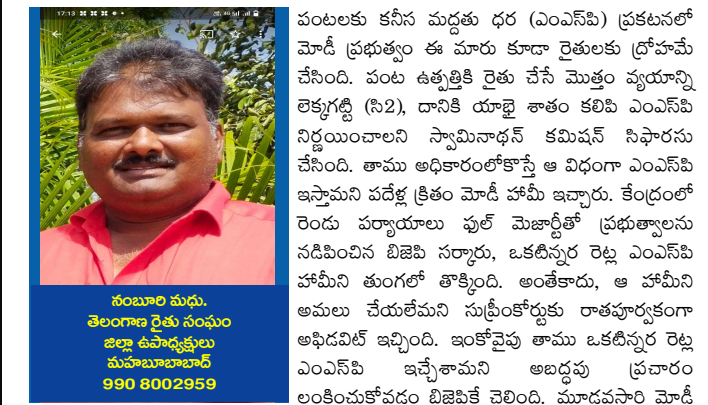 17:13
నంబూరి మధు.
తెలంగాణ రైతు సంఘం
జిల్లా ఉపాధ్యక్షులు
మహబూబాబాద్
990 8002959
పంటలకు కనీస మద్దతు ధర (ఎంఎస్‌పి) ప్రకటనలో
మోడీ ప్రభుత్వం ఈ మారు కూడా రైతులకు ద్రోహమే
చేసింది. పంట ఉత్పత్తికి రైతు చేసే మొత్తం వ్యయాన్ని
లెక్కగట్టి (సి2), దానికి యాభై శాతం కలిపి ఎంఎస్‌పి
నిర్ణయించాలని స్వామినాథన్ కమిషన్ సిఫారసు
చేసింది. తాము అధికారంలోకొస్తే ఆ విధంగా ఎంఎస్‌పి
ఇస్తామని పదేళ్ల క్రితం మోడీ హామీ ఇచ్చారు. కేంద్రంలో
రెండు పర్యాయాలు ఫుల్ మెజార్టీతో ప్రభుత్వాలను
నడిపించిన బిజెపి సర్కారు, ఒకటిన్నర రెట్ల ఎంఎస్‌పి
హామీని తుంగలో తొక్కింది. అంతేకాదు, ఆ హామీని
అమలు చేయలేమని సుప్రీంకోర్టుకు రాతపూర్వకంగా
అఫిడవిట్ ఇచ్చింది. ఇంకోవైపు తాము ఒకటిన్నర రెట్ల
ఎంఎస్‌పి ఇచ్చేశామని అబద్ధపు ప్రచారం
లంకించుకోవడం బిజెపికే చెల్లింది. మూడవసారి మోడీ